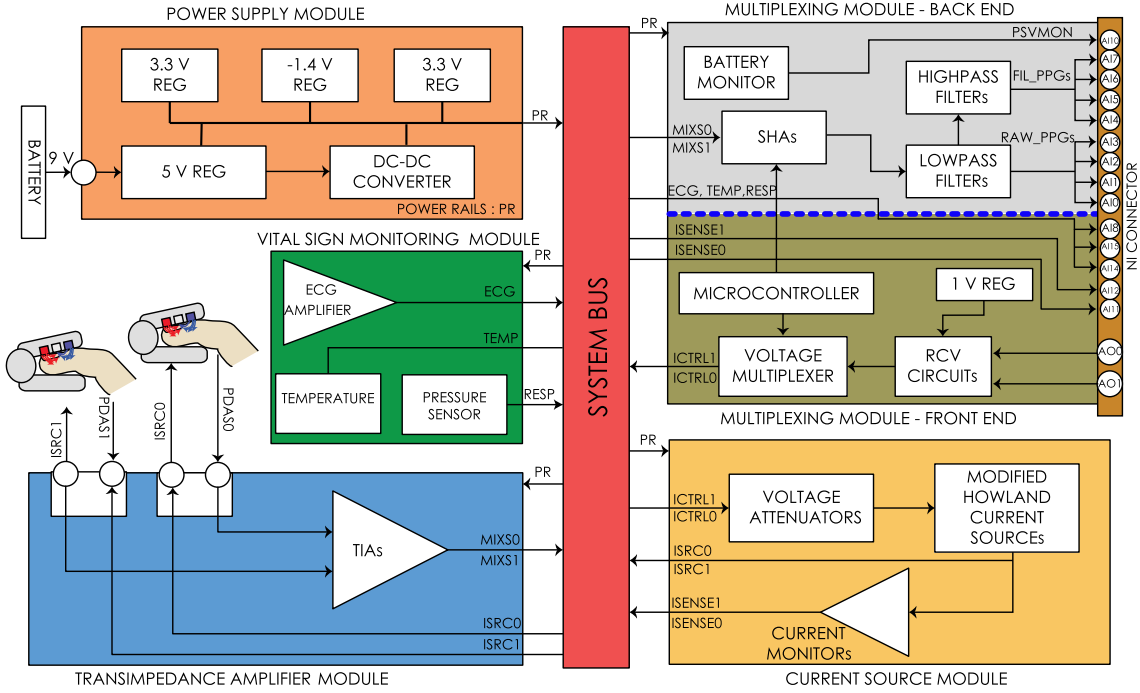 POWER SUPPLY MODULE
3.3 V
REG
-1.4 V
REG
3.3 V
REG
PR
BATTERY
9 V
5 V REG
DC-DC
CONVERTER
POWER RAILS : PR
VITAL SIGN MONITORING MODULE
PR
ECG
AMPLIFIER
ECG
TEMP
TEMPERATURE
PRESSURE
SENSOR
RESP
ISRC1
PDAS1
ISRC0
PDAS0
PR
TIAs
MIXS0
MIXS1
ISRC0
ISRC1
TRANSIMPEDANCE AMPLIFIER MODULE
SYSTEM BUS
MULTIPLEXING MODULE - BACK END
PR
PSVMON
BATTERY
MONITOR
HIGHPASS
FILTERs
FIL_PPGs
MIXS0
MIXS1
SHAs
RAW_PPGs
LOWPASS
FILTERs
ECG, TEMP,RESP
AI10
AI7
AI6
AI5
AI4
AI3
AI2
AI1
AI0
AI8
AI15
AI14
AI12
AI11
AO0
AO1
NI CONNECTOR
ISENSE1
ISENSE0
MICROCONTROLLER
1 V REG
ICTRL1
ICTRL0
VOLTAGE
MULTIPLEXER
RCV
CIRCUITs
MULTIPLEXING MODULE - FRONT END
PR
ICTRL1
ICTRL0
VOLTAGE
ATTENUATORs
MODIFIED
HOWLAND
CURRENT
SOURCEs
ISRC0
ISRC1
ISENSE1
ISENSE0
CURRENT
MONITORs
CURRENT SOURCE MODULE